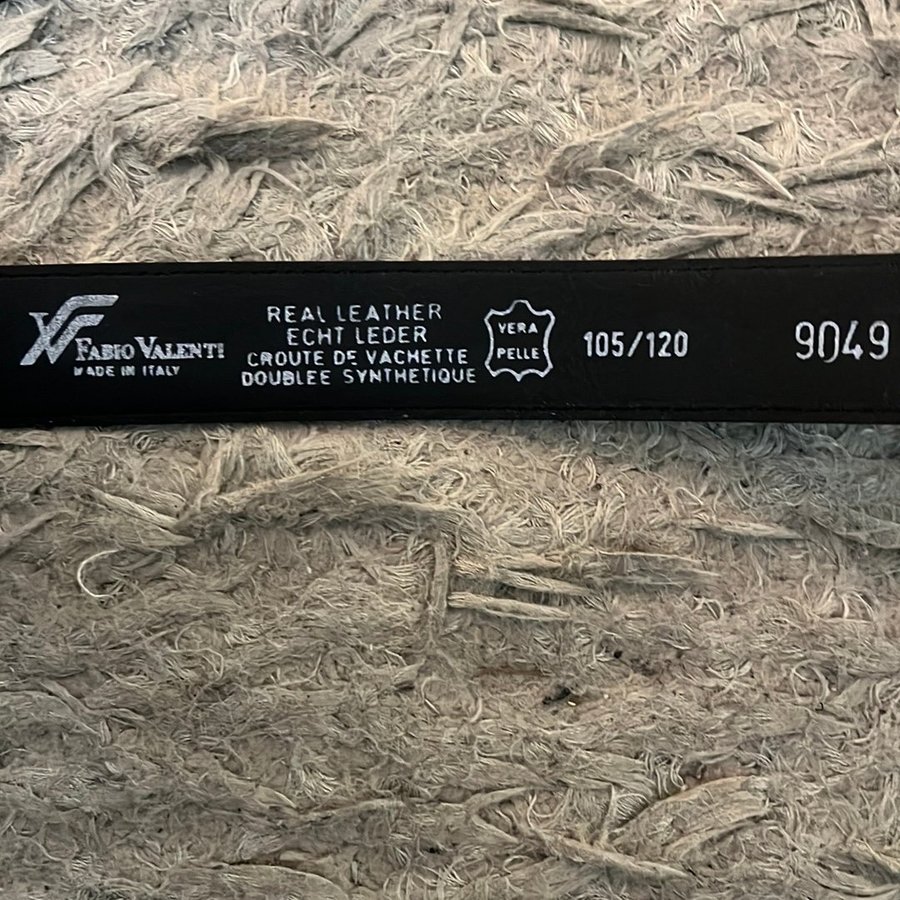 VF
FABIO VALENTI
MADE IN ITALY
REAL LEATHER
ECHT LEDER
CROUTE DE VACHETTE
DOUBLEE SYNTHETIQUE
VERA
PELLE
105/120
9049